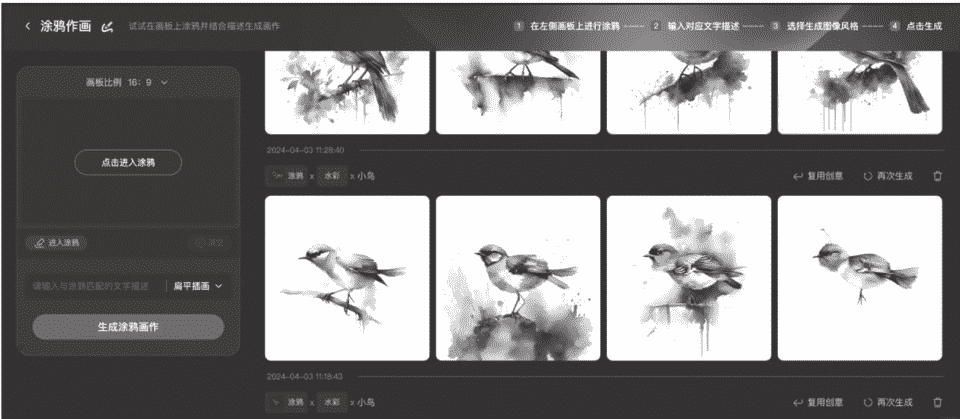 涂鸦作画 试试在画板上涂鸦并结合描述生成画作 1 在左侧画板上进行涂鸦 2 输入对应文字描述 3 选择生成图像风格 4 点击生成
画板比例 16：9
点击进入涂鸦
进入涂鸦 清空
请输入与涂鸦匹配的文字描述 扁平插画
生成涂鸦画作
2024-04-03 11:28:40
涂鸦 x 水彩 x 小鸟 复用创意 再次生成
2024-04-03 11:18:43
涂鸦 x 水彩 x 小鸟 复用创意 再次生成